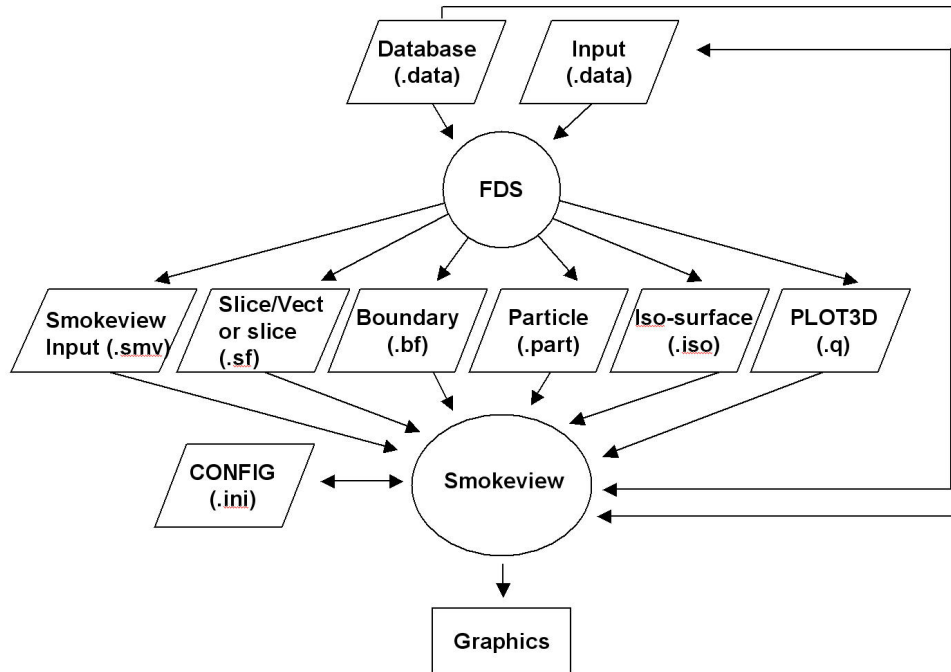 Database
(.data)
Input
(.data)
FDS
Smokeview
Input (.smv)
Slice/Vect
or slice
(.sf)
Boundary
(.bf)
Particle
(.part)
Iso-surface
(.iso)
PLOT3D
(.q)
CONFIG
(.ini)
Smokeview
Graphics